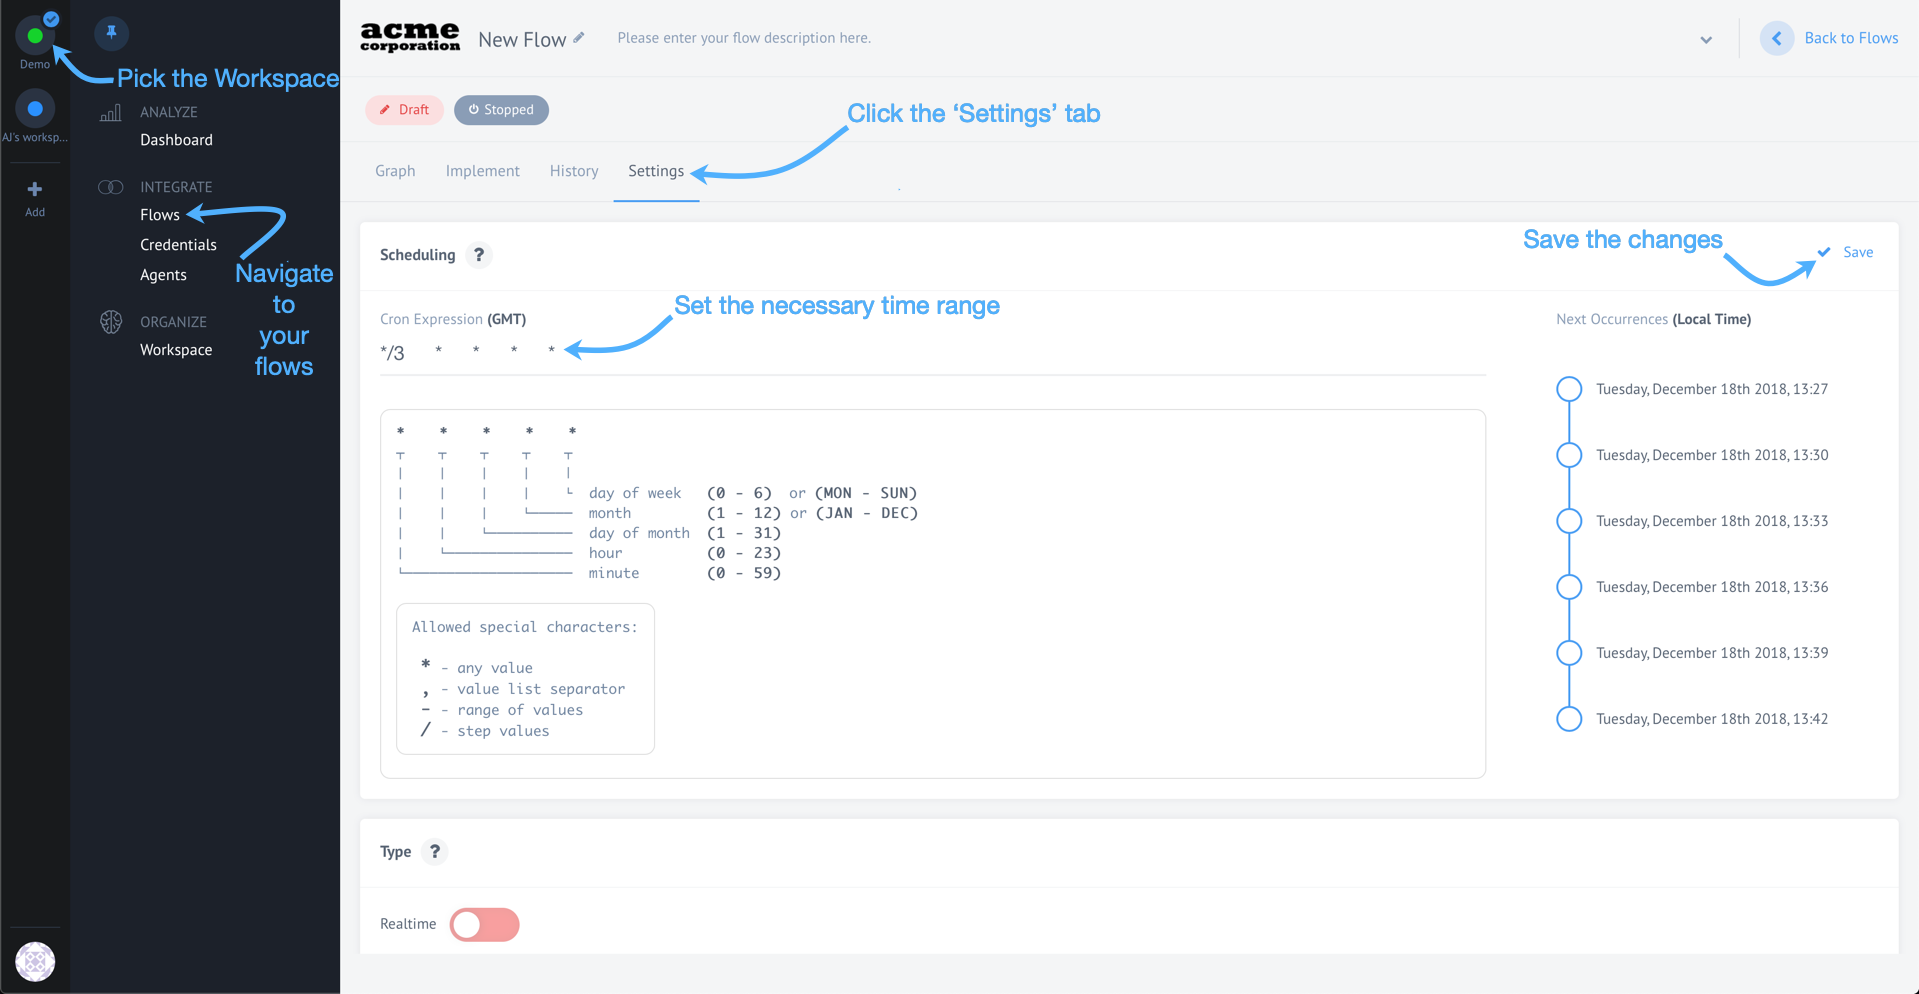 Demo
AJ's worksp...
Add
Pick the Workspace
ANALYZE
Dashboard
INTEGRATE
Flows
Credentials
Agents
Navigate
to
your
flows
ORGANIZE
Workspace
acme
corporation
New Flow
Please enter your flow description here.
Back to Flows
Draft
Stopped
Click the ‘Settings’ tab
Graph Implement History Settings
Scheduling ?
Save the changes
Save
Cron Expression (GMT)
Set the necessary time range
*/3 * * * *
* * * * *
day of week (0 - 6) or (MON - SUN)
month (1 - 12) or (JAN - DEC)
day of month (1 - 31)
hour (0 - 23)
minute (0 - 59)
Allowed special characters:
* - any value
, - value list separator
- - range of values
/ - step values
Next Occurrences (Local Time)
Tuesday, December 18th 2018, 13:27
Tuesday, December 18th 2018, 13:30
Tuesday, December 18th 2018, 13:33
Tuesday, December 18th 2018, 13:36
Tuesday, December 18th 2018, 13:39
Tuesday, December 18th 2018, 13:42
Type ?
Realtime